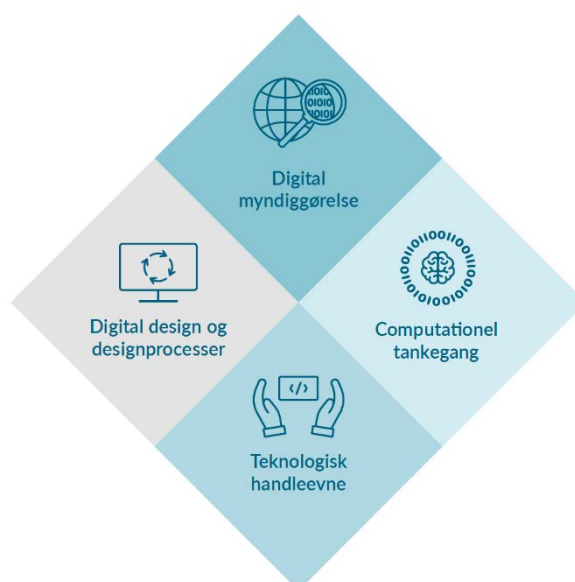 Digital
myndiggørelse
Digital design og
designprocesser
Computationel
tankegang
</>
Teknologisk
handleevne